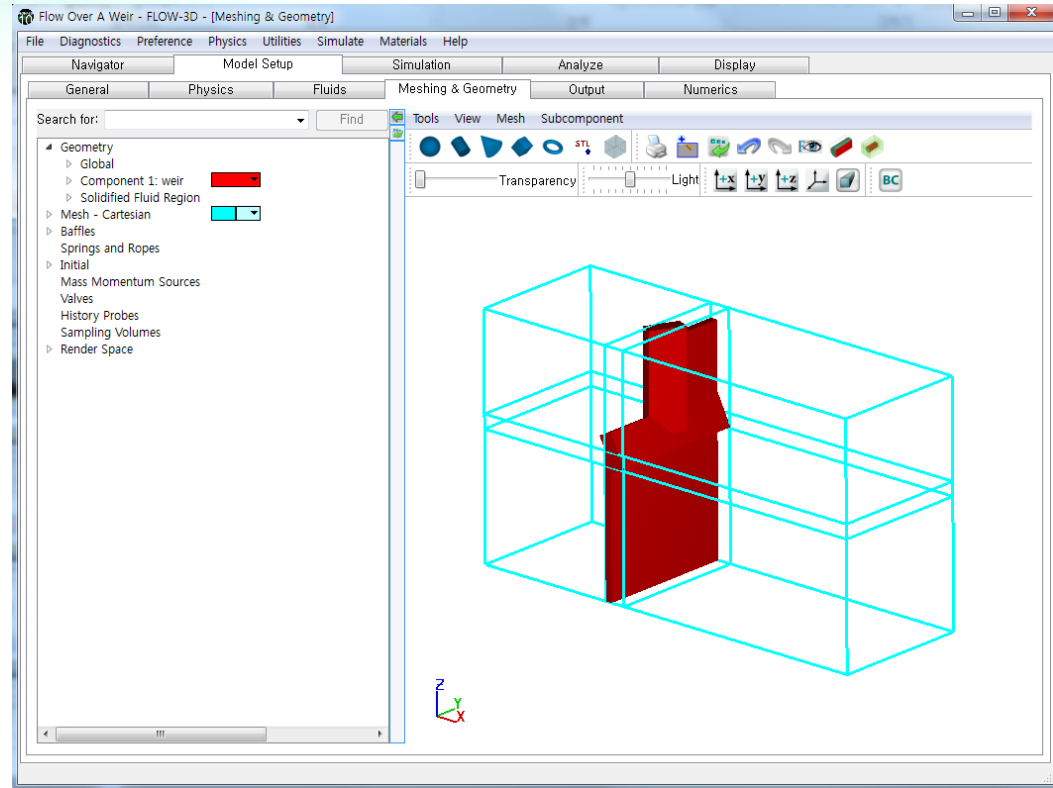 Flow Over A Weir - FLOW-3D - [Meshing & Geometry]
File Diagnostics Preference Physics Utilities Simulate Materials Help
Navigator Model Setup Simulation Analyze Display
General Physics Fluids Meshing & Geometry Output Numerics
Search for: Find
Tools View Mesh Subcomponent
STL
Transparency Light +x +y +z BC
Geometry
Global
Component 1: weir
Solidified Fluid Region
Mesh - Cartesian
Baffles
Springs and Ropes
Initial
Mass Momentum Sources
Valves
History Probes
Sampling Volumes
Render Space
Z
Y
X